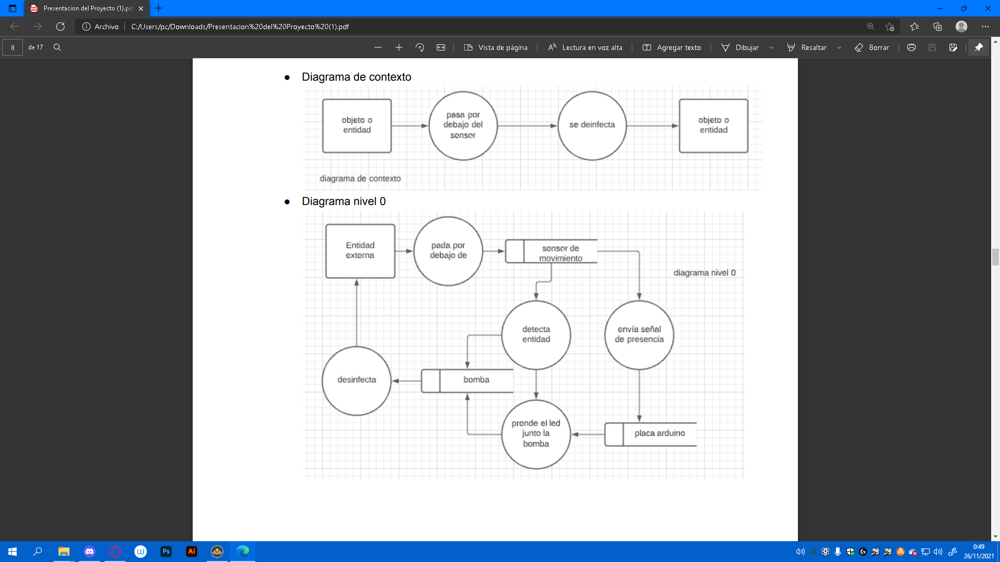 Presentacion del Proyecto (1).pd
Archivo
C:/Users/pc/Downloads/Presentacion%20del%20Proyecto%20(1).pdf
8
de 17
Vista de página
Lectura en voz alta
Agregar texto
Dibujar
Resaltar
Borrar
● Diagrama de contexto
objeto o
entidad
pasa por
debajo del
sensor
se deinfecta
objeto o
entidad
diagrama de contexto
● Diagrama nivel 0
Entidad
externa
pada por
debajo de
sensor de
movimiento
diagrama nivel 0
detecta
entidad
envía señal
de presencia
desinfecta
bomba
prende el led
junto la
bomba
placa arduino
Ps
Ai
0:49
26/11/2021